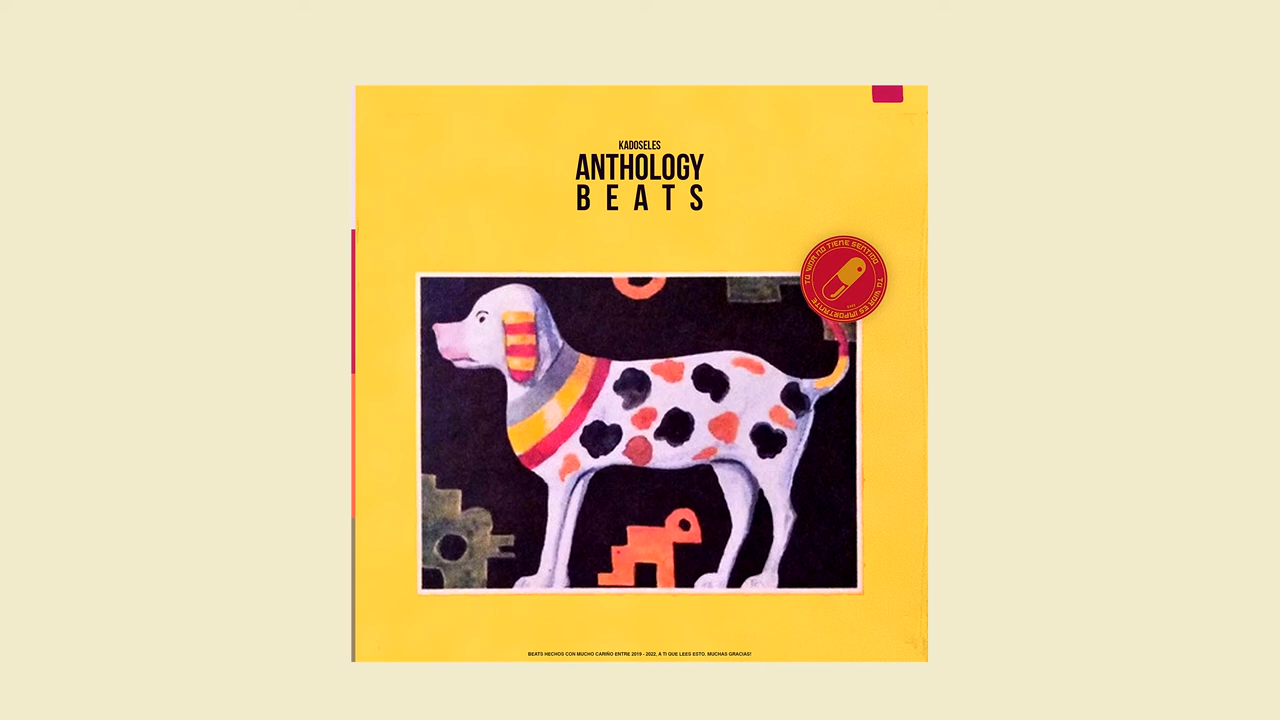 KADOSELES
ANTHOLOGY
BEATS
TU VIDA NO TIENE SENTIDO
TU VIDA ES IMPORTANTE
BEATS HECHOS CON MUCHO CARIÑO ENTRE 2019 - 2022, A TI QUE LEES ESTO. MUCHAS GRACIAS!